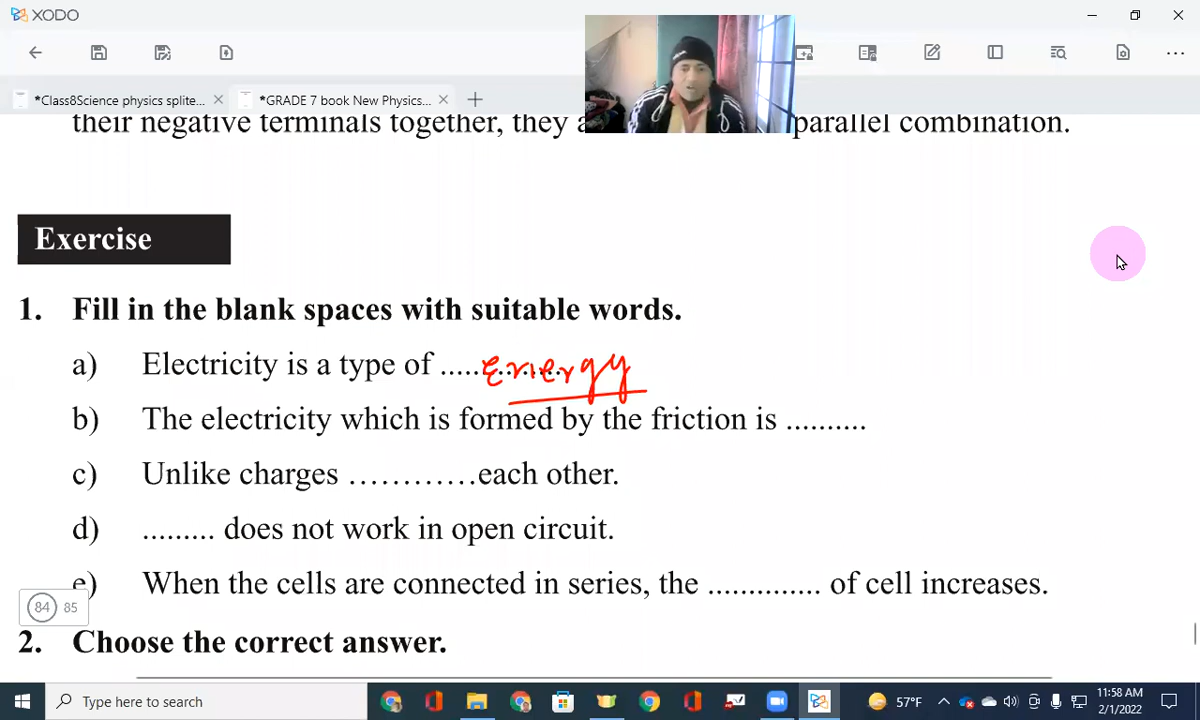 XODO
*Class8Science physics splite...
*GRADE 7 book New Physics...
their negative terminals together, they a parallel combination.
Exercise
1. Fill in the blank spaces with suitable words.
a) Electricity is a type of ..... energy
b) The electricity which is formed by the friction is ..........
c) Unlike charges ............each other.
d) ......... does not work in open circuit.
e) When the cells are connected in series, the .............. of cell increases.
84 85
2. Choose the correct answer.
Type here to search
57°F
11:58 AM
2/1/2022